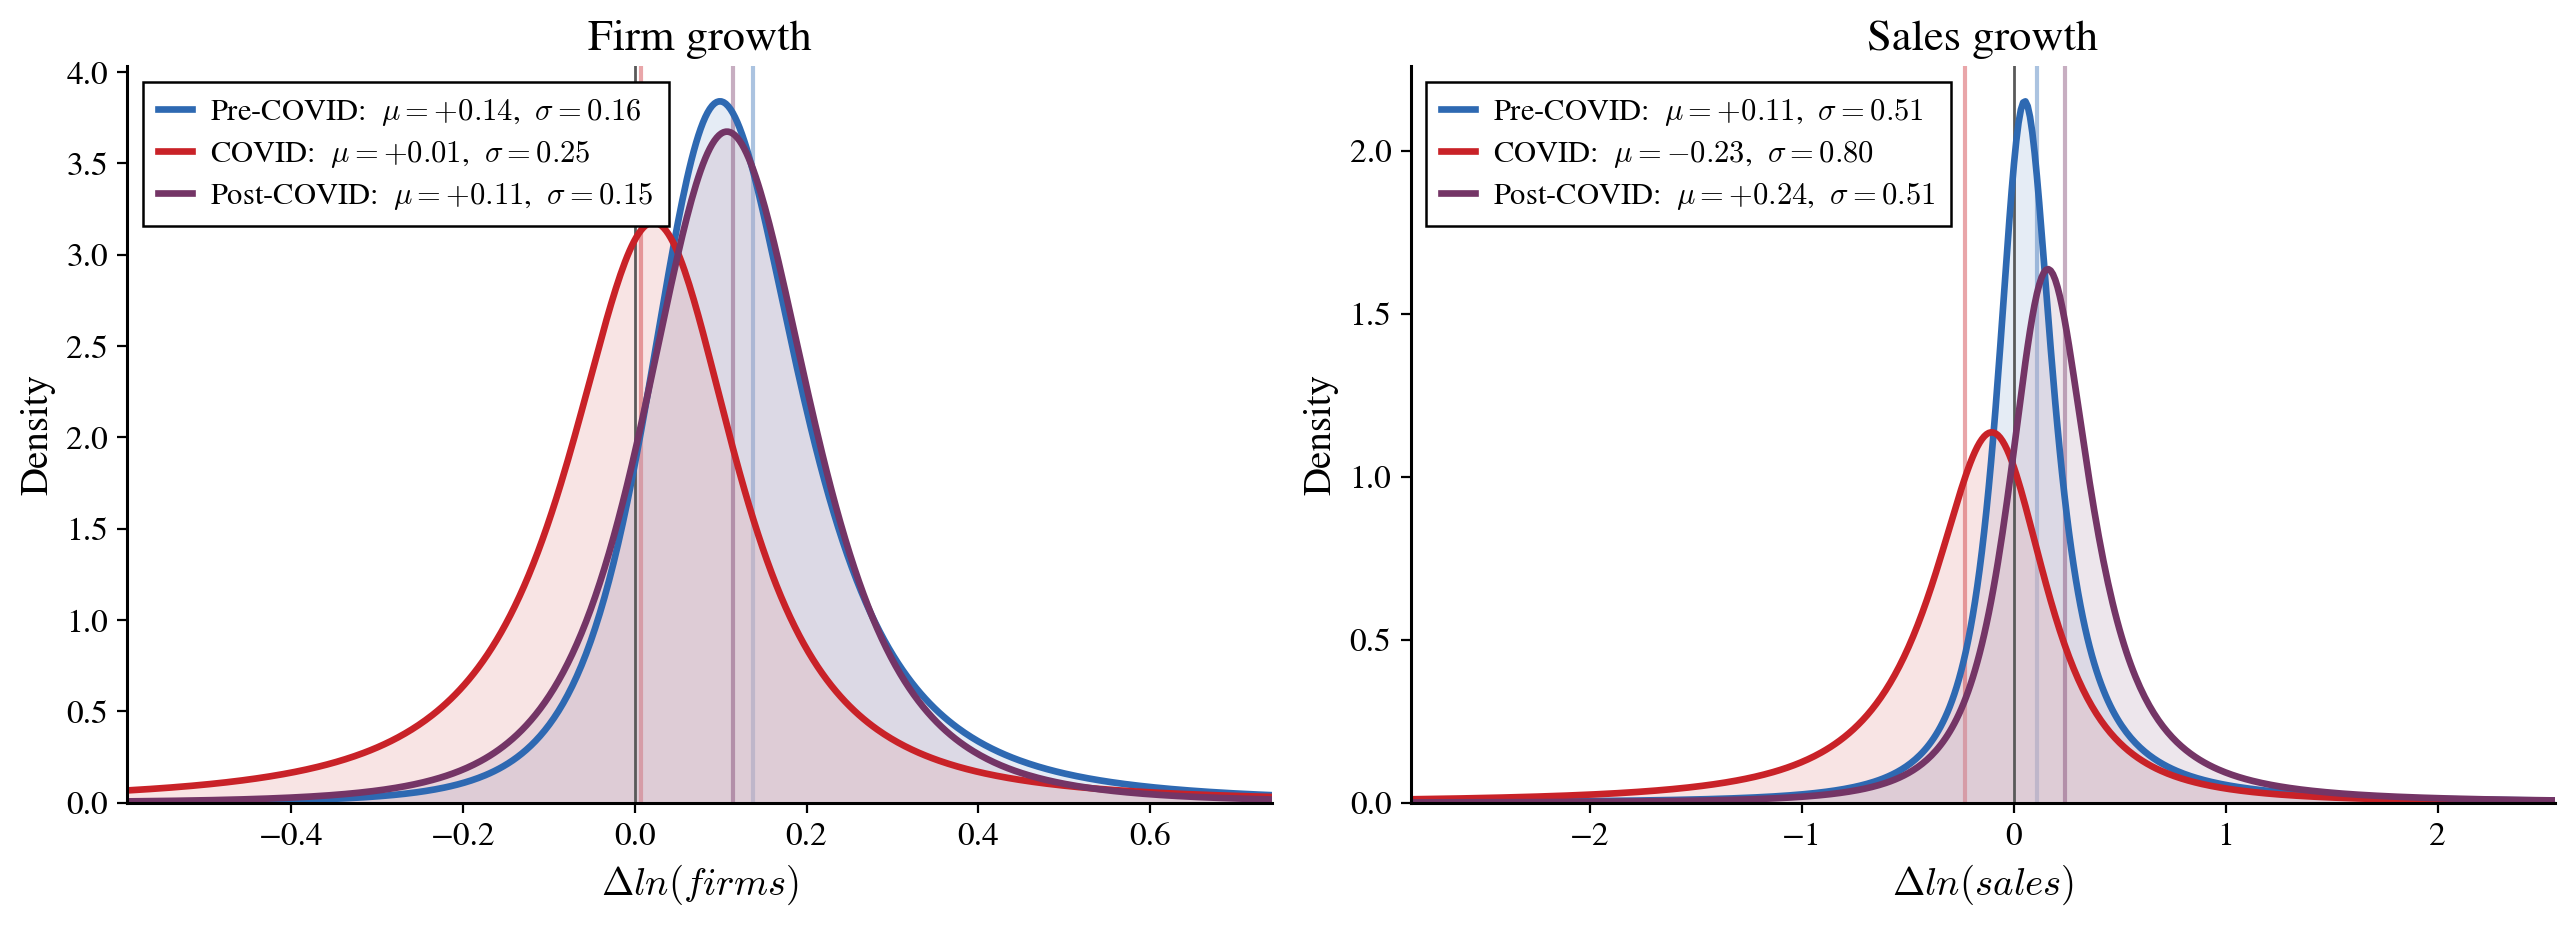 Firm growth
4.0
3.5
3.0
2.5
2.0
1.5
1.0
0.5
0.0
Density
Pre-COVID: μ = +0.14, σ = 0.16
COVID: μ = +0.01, σ = 0.25
Post-COVID: μ = +0.11, σ = 0.15
−0.4 −0.2 0.0 0.2 0.4 0.6
Δln(firms)
Sales growth
2.0
1.5
1.0
0.5
0.0
Density
Pre-COVID: μ = +0.11, σ = 0.51
COVID: μ = −0.23, σ = 0.80
Post-COVID: μ = +0.24, σ = 0.51
−2 −1 0 1 2
Δln(sales)